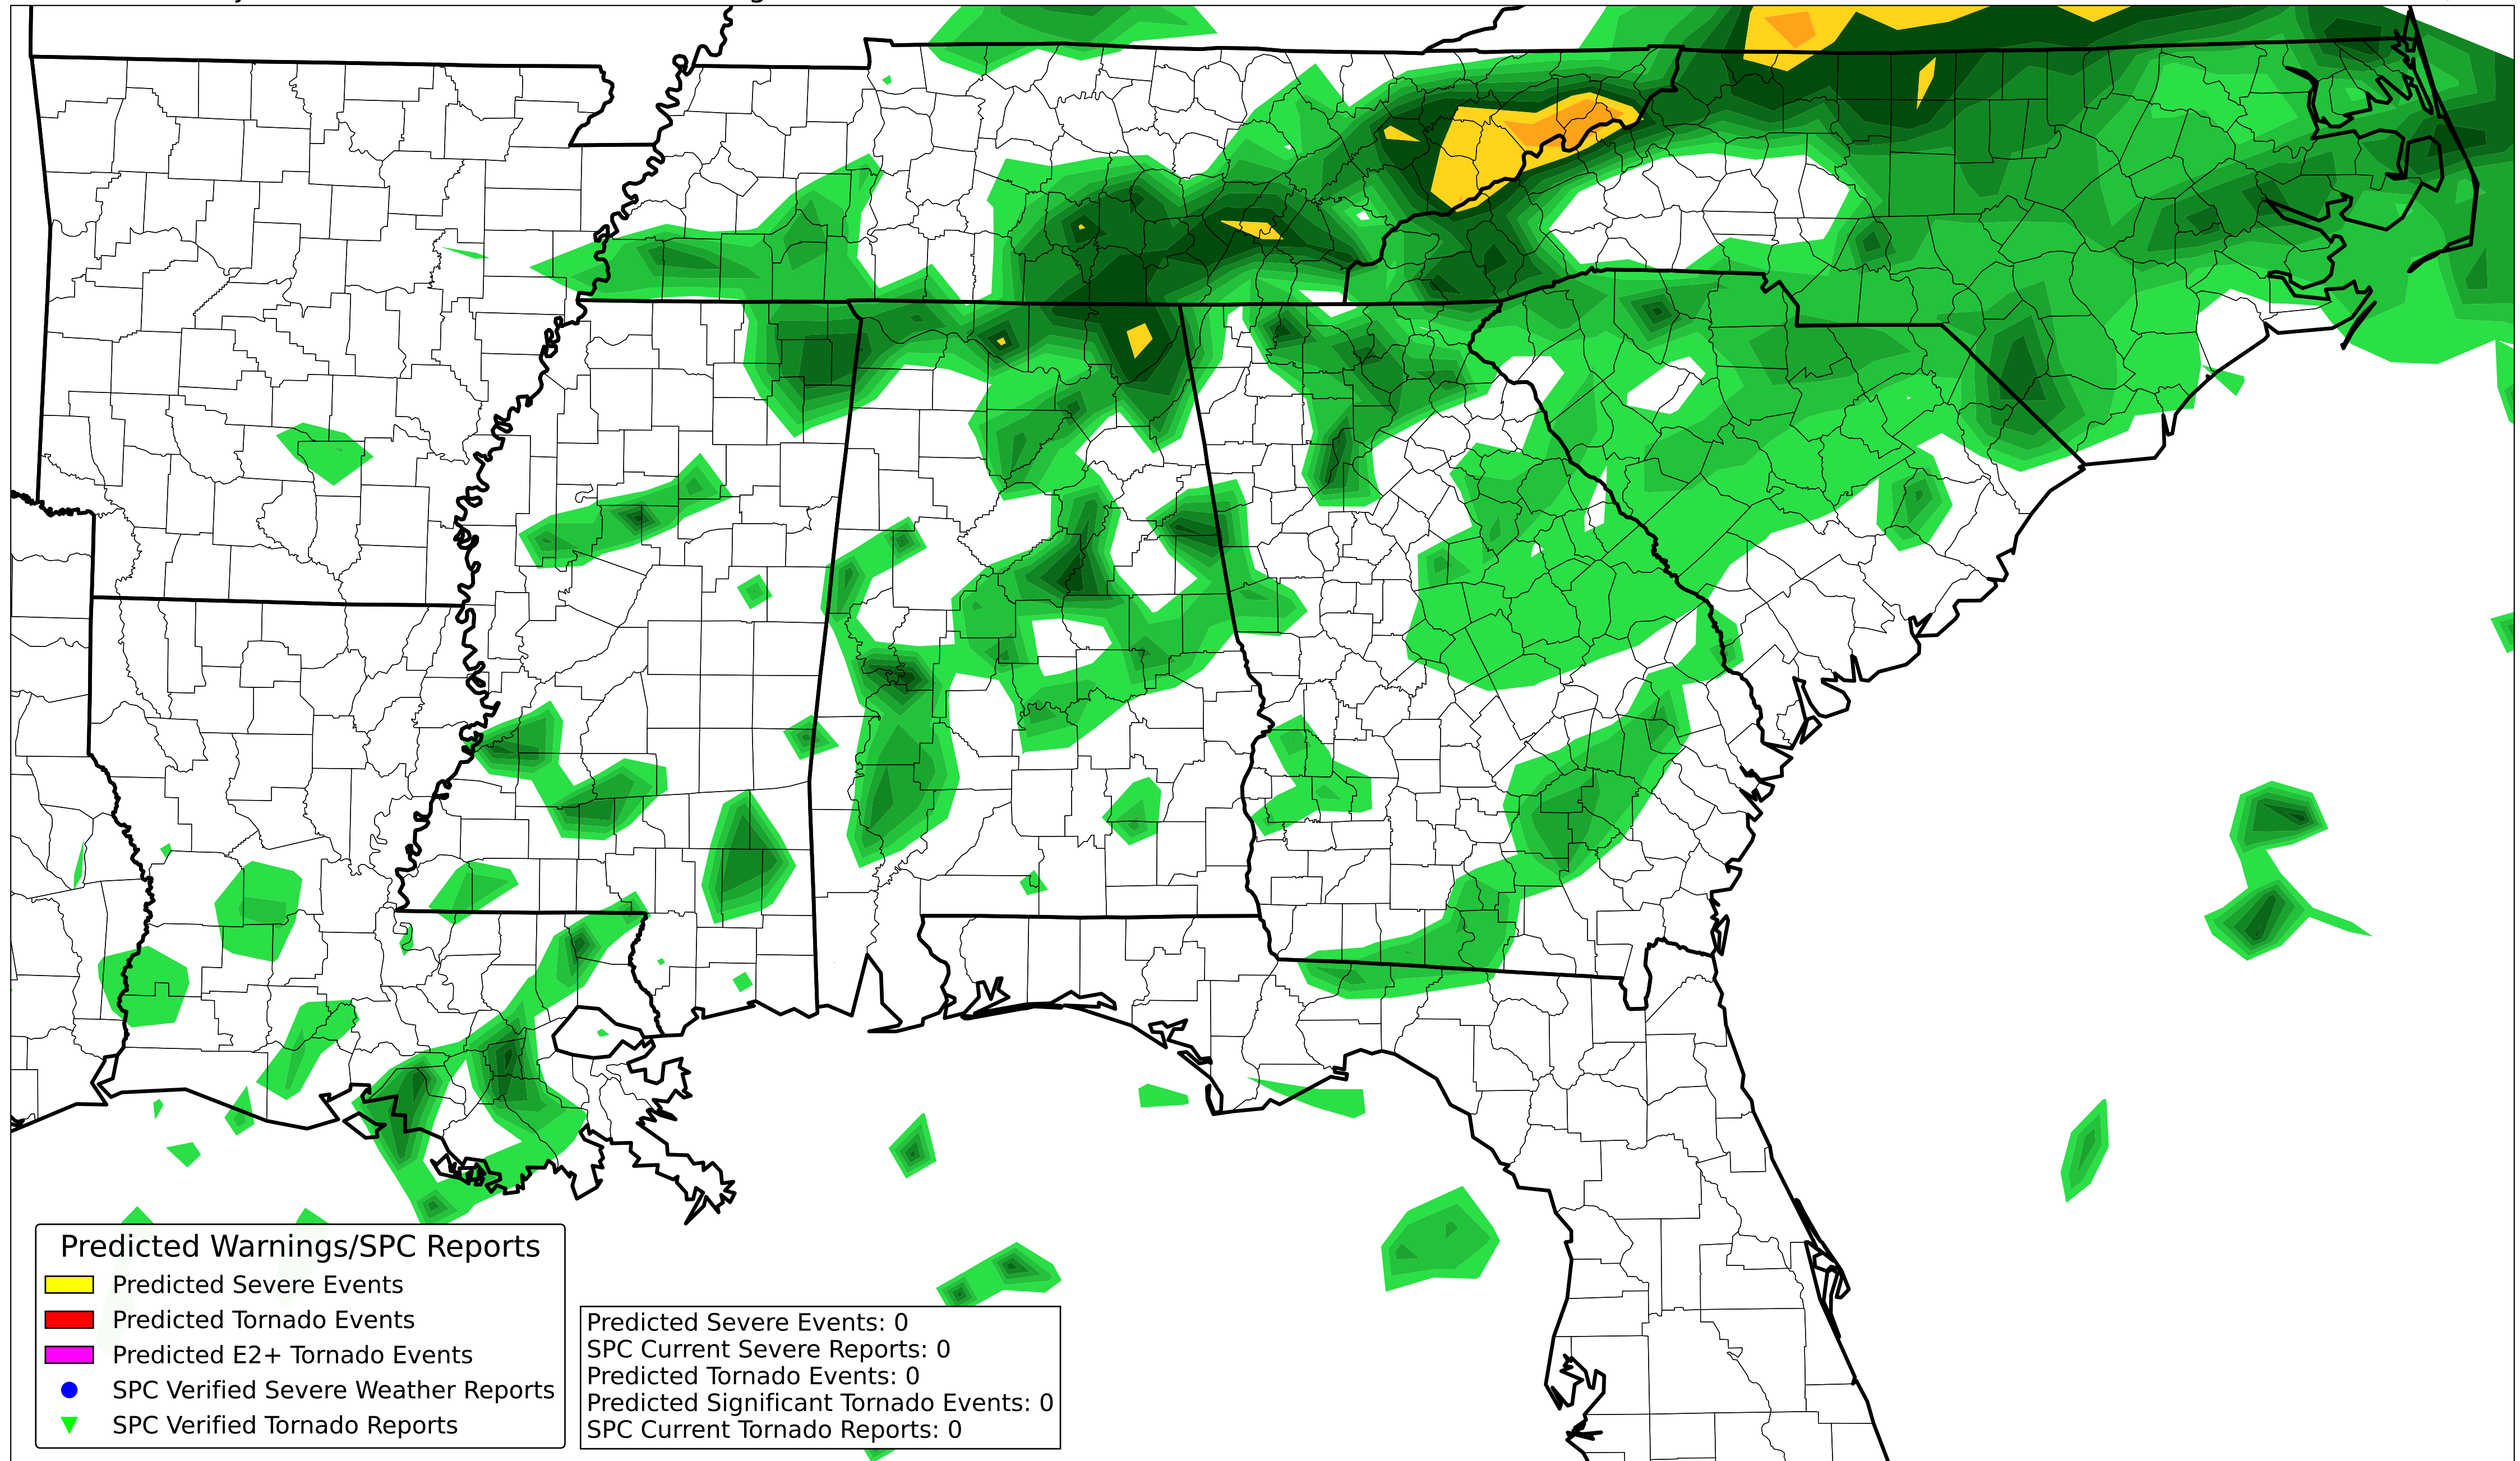 Predicted Warnings/SPC Reports
Predicted Severe Events
Predicted Tornado Events
Predicted E2+ Tornado Events
SPC Verified Severe Weather Reports
SPC Verified Tornado Reports
Predicted Severe Events: 0
SPC Current Severe Reports: 0
Predicted Tornado Events: 0
Predicted Significant Tornado Events: 0
SPC Current Tornado Reports: 0